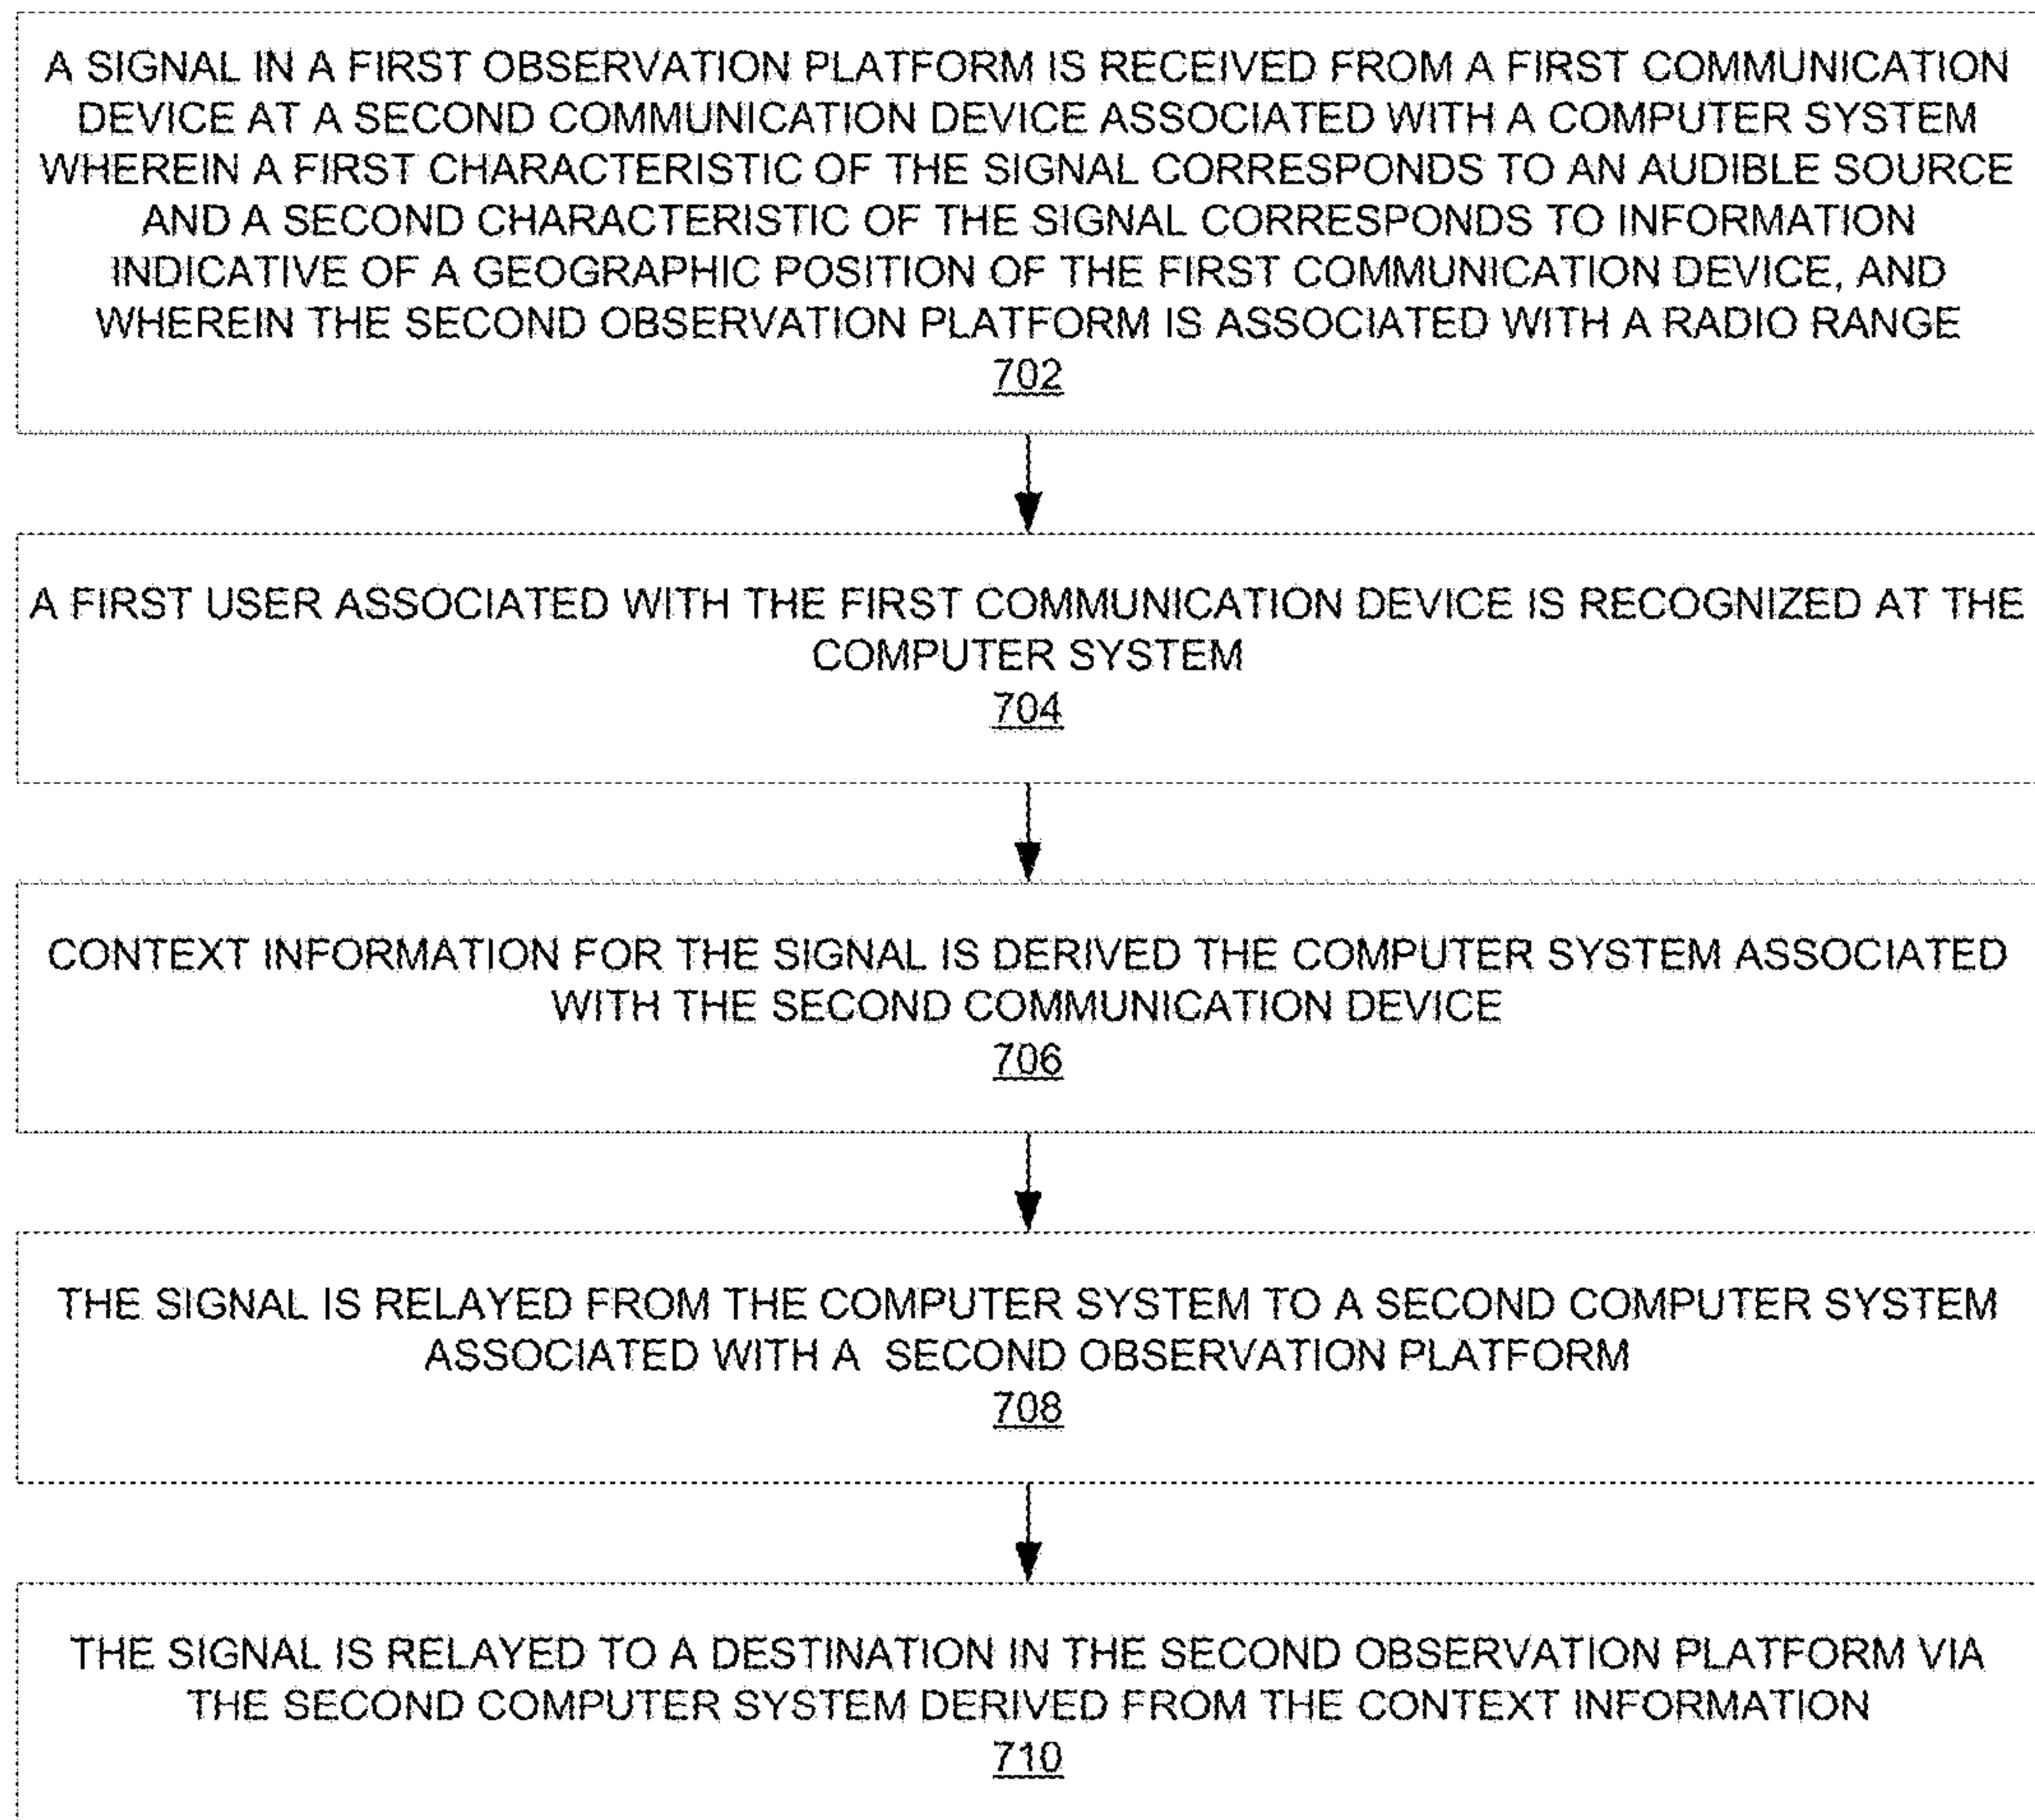 A SIGNAL IN A FIRST OBSERVATION PLATFORM IS RECEIVED FROM A FIRST COMMUNICATION
DEVICE AT A SECOND COMMUNICATION DEVICE ASSOCIATED WITH A COMPUTER SYSTEM
WHEREIN A FIRST CHARACTERISTIC OF THE SIGNAL CORRESPONDS TO AN AUDIBLE SOURCE
AND A SECOND CHARACTERISTIC OF THE SIGNAL CORRESPONDS TO INFORMATION
INDICATIVE OF A GEOGRAPHIC POSITION OF THE FIRST COMMUNICATION DEVICE, AND
WHEREIN THE SECOND OBSERVATION PLATFORM IS ASSOCIATED WITH A RADIO RANGE
702
A FIRST USER ASSOCIATED WITH THE FIRST COMMUNICATION DEVICE IS RECOGNIZED AT THE
COMPUTER SYSTEM
704
CONTEXT INFORMATION FOR THE SIGNAL IS DERIVED THE COMPUTER SYSTEM ASSOCIATED
WITH THE SECOND COMMUNICATION DEVICE
706
THE SIGNAL IS RELAYED FROM THE COMPUTER SYSTEM TO A SECOND COMPUTER SYSTEM
ASSOCIATED WITH A SECOND OBSERVATION PLATFORM
708
THE SIGNAL IS RELAYED TO A DESTINATION IN THE SECOND OBSERVATION PLATFORM VIA
THE SECOND COMPUTER SYSTEM DERIVED FROM THE CONTEXT INFORMATION
710